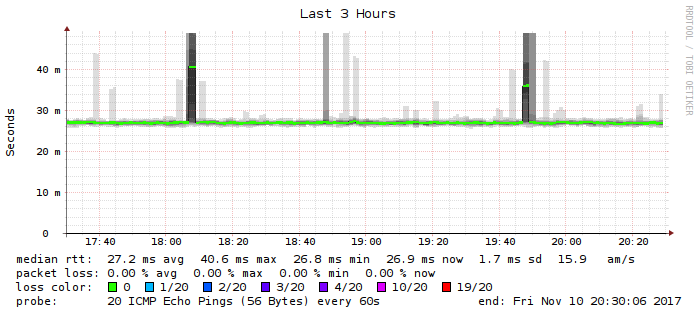 Last 3 Hours
RRDTOOL / TOBI OETIKER
Seconds
40 m
30 m
20 m
10 m
0
17:40 18:00 18:20 18:40 19:00 19:20 19:40 20:00 20:20
median rtt: 27.2 ms avg 40.6 ms max 26.8 ms min 26.9 ms now 1.7 ms sd 15.9 am/s
packet loss: 0.00 % avg 0.00 % max 0.00 % min 0.00 % now
loss color: 0 1/20 2/20 3/20 4/20 10/20 19/20
probe: 20 ICMP Echo Pings (56 Bytes) every 60s end: Fri Nov 10 20:30:06 2017